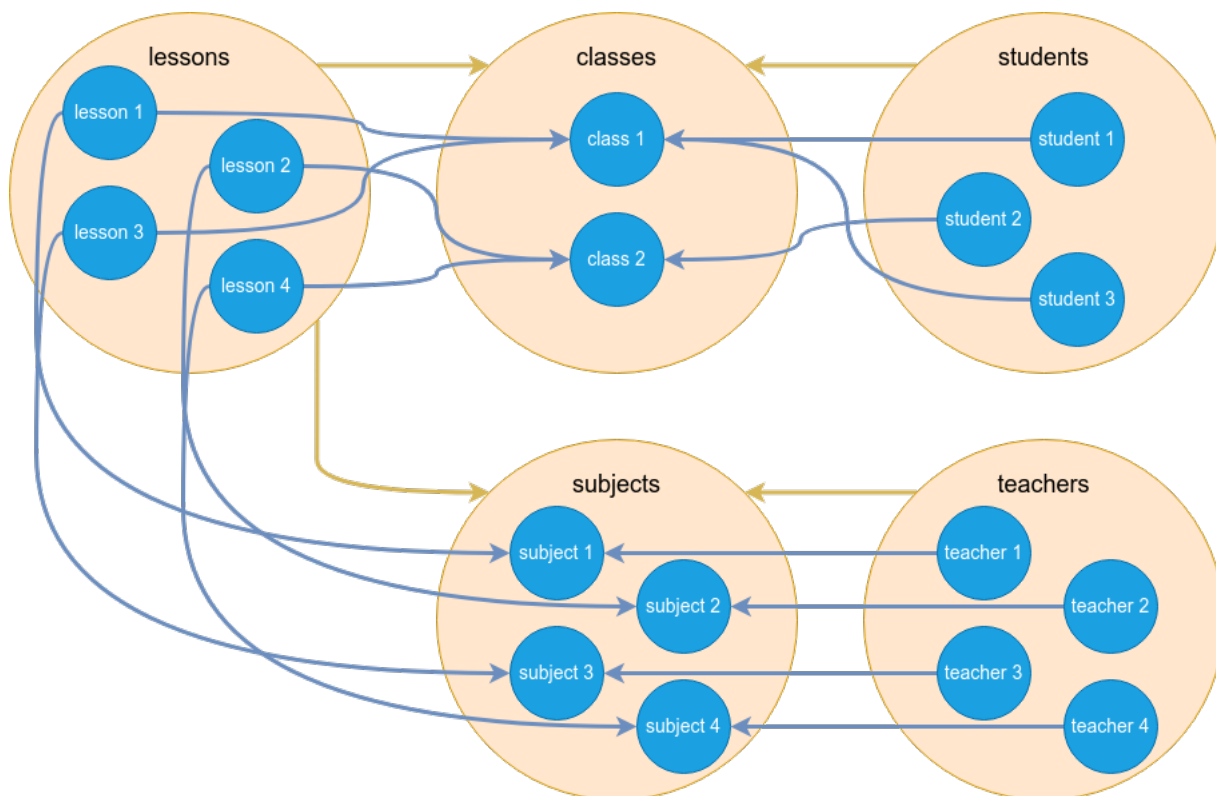 lessons
lesson 1
lesson 2
lesson 3
lesson 4
classes
class 1
class 2
students
student 1
student 2
student 3
subjects
subject 1
subject 2
subject 3
subject 4
teachers
teacher 1
teacher 2
teacher 3
teacher 4